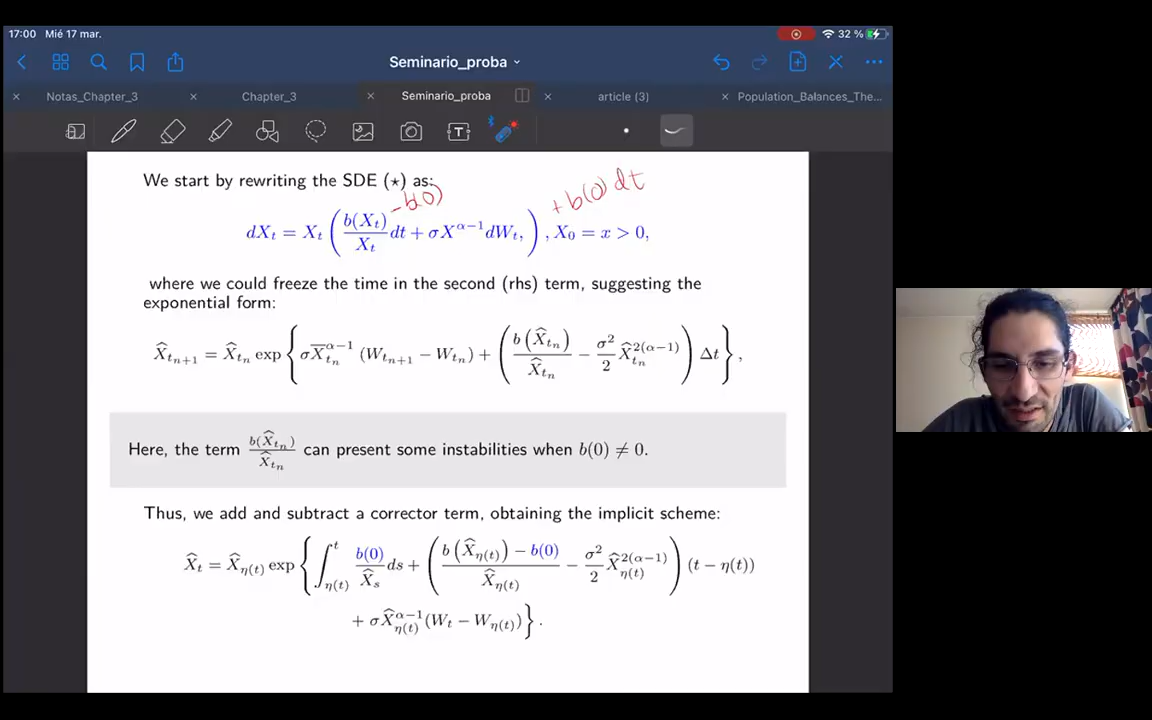 17:00 Mié 17 mar.
32 %
Seminario_proba
Notas_Chapter_3
Chapter_3
Seminario_proba
article (3)
Population_Balances_The...
T
We start by rewriting the SDE (⋆) as:
−b(0)
+ b(0) dt
dX_t = X_t ( b(X_t)/X_t dt + σX^{α−1}dW_t, ) , X_0 = x > 0,
where we could freeze the time in the second (rhs) term, suggesting the
exponential form:
X̂_{t_{n+1}} = X̂_{t_n} exp { σX̅_{t_n}^{α−1} (W_{t_{n+1}} − W_{t_n}) + ( b(X̂_{t_n})/X̂_{t_n} − σ²/2 X̂_{t_n}^{2(α−1)} ) Δt } ,
Here, the term b(X̂_{t_n})/X̂_{t_n} can present some instabilities when b(0) ≠ 0.
Thus, we add and subtract a corrector term, obtaining the implicit scheme:
X̂_t = X̂_{η(t)} exp { ∫_{η(t)}^t b(0)/X̂_s ds + ( b(X̂_{η(t)}) − b(0)/X̂_{η(t)} − σ²/2 X̂_{η(t)}^{2(α−1)} ) (t − η(t))
+ σX̂_{η(t)}^{α−1}(W_t − W_{η(t)}) } .